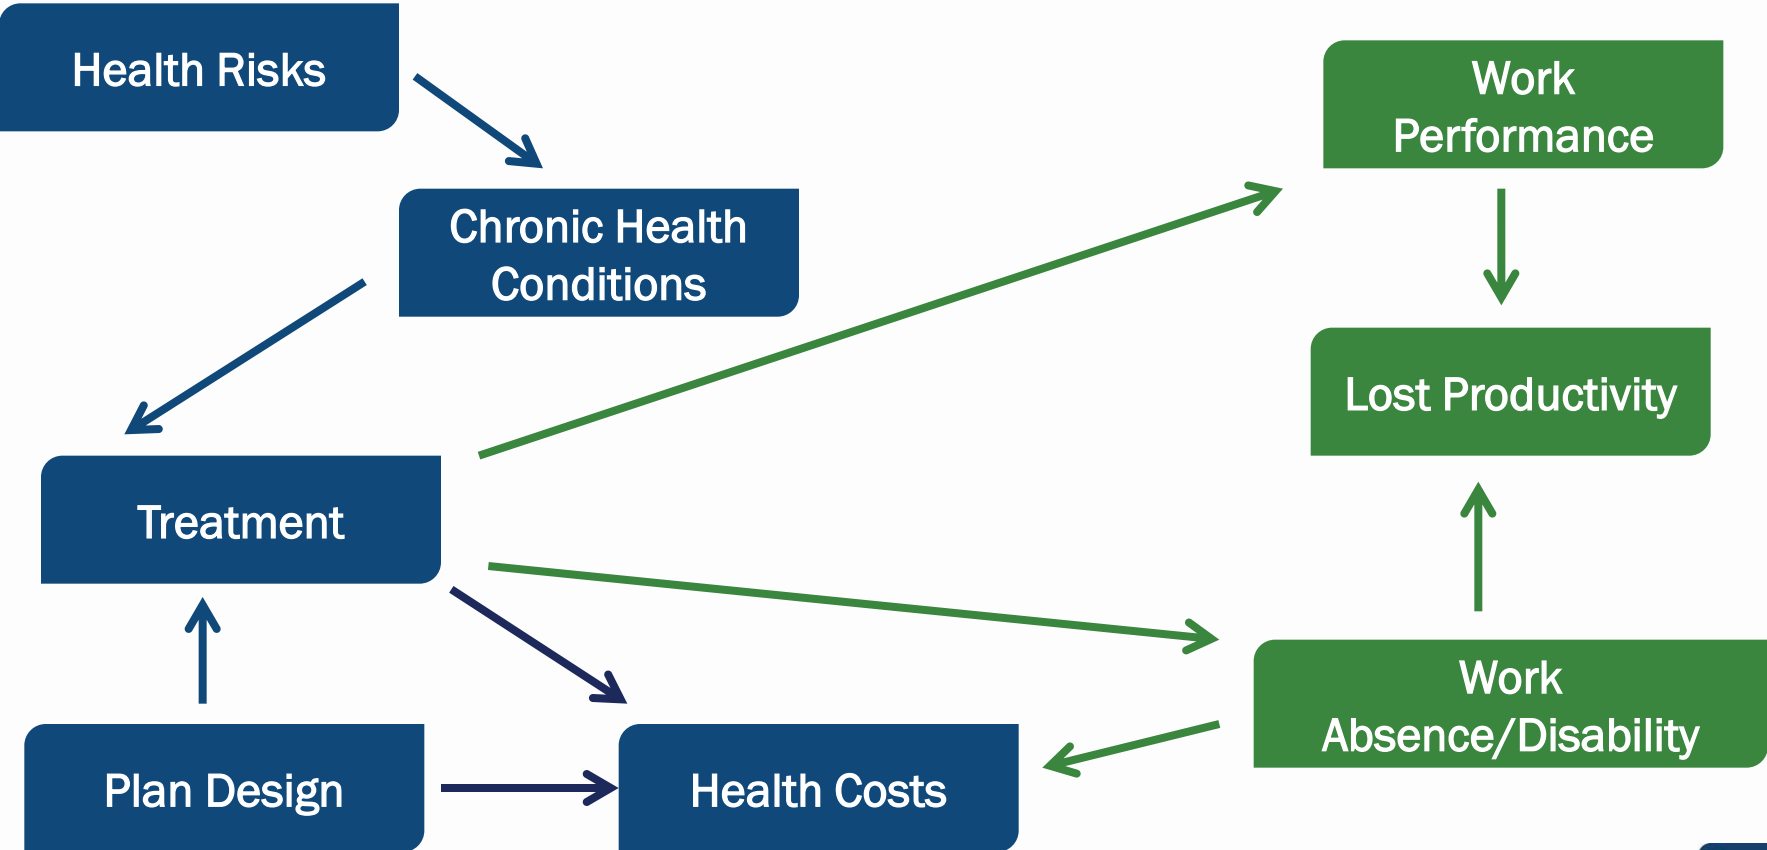 Health Risks
Work
Performance
Chronic Health
Conditions
Lost Productivity
Treatment
Work
Absence/Disability
Plan Design
Health Costs